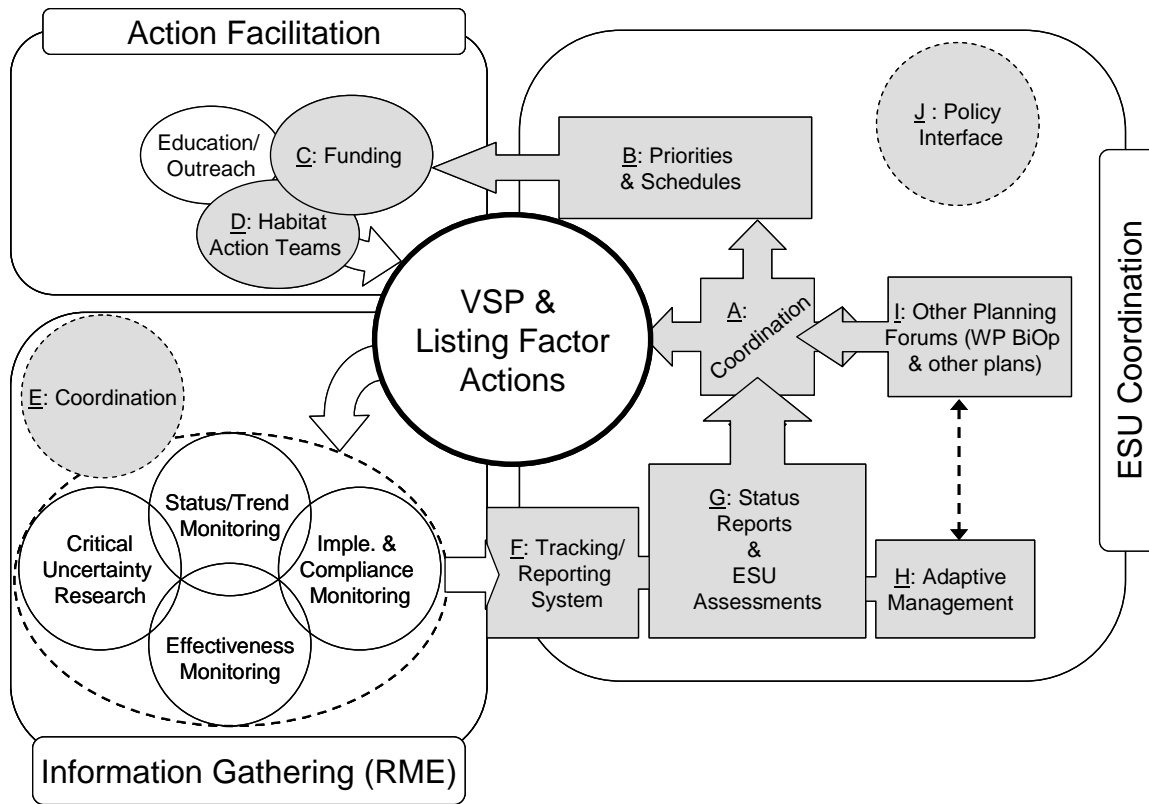 Action Facilitation
Education/
Outreach
C: Funding
D: Habitat
Action Teams
B: Priorities
& Schedules
J : Policy
Interface
VSP &
Listing Factor
Actions
A:
Coordination
I: Other Planning
Forums (WP BiOp
& other plans)
ESU Coordination
E: Coordination
Status/Trend
Monitoring
Critical
Uncertainty
Research
Imple. &
Compliance
Monitoring
Effectiveness
Monitoring
F: Tracking/
Reporting
System
G: Status
Reports
&
ESU
Assessments
H: Adaptive
Management
Information Gathering (RME)